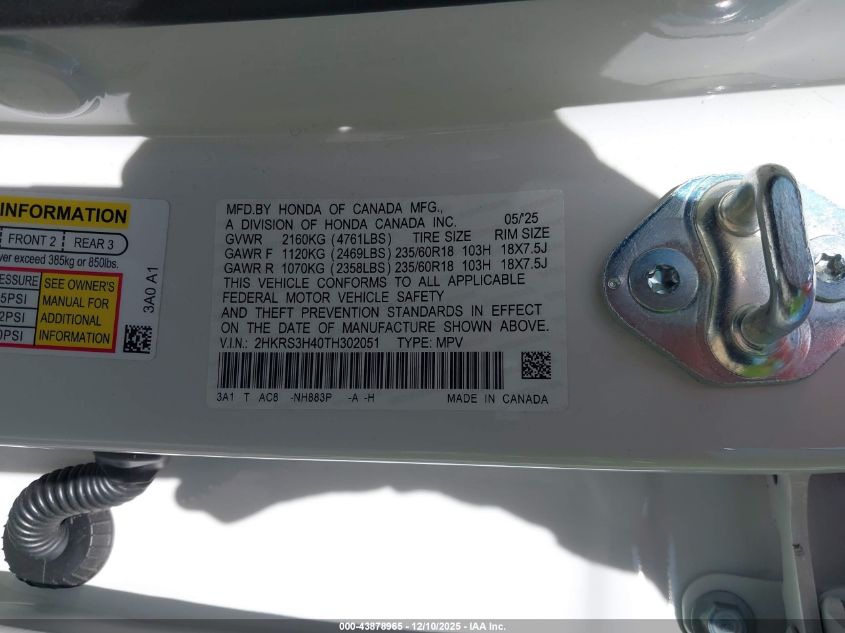 INFORMATION
FRONT 2 REAR 3
ver exceed 385kg or 850lbs.
PRESSURE
5PSI
2PSI
0PSI
SEE OWNER'S
MANUAL FOR
ADDITIONAL
INFORMATION
3A0 A1
MFD.BY HONDA OF CANADA MFG., 05/'25
A DIVISION OF HONDA CANADA INC.
GVWR 2160KG (4761LBS) TIRE SIZE RIM SIZE
GAWR F 1120KG (2469LBS) 235/60R18 103H 18X7.5J
GAWR R 1070KG (2358LBS) 235/60R18 103H 18X7.5J
THIS VEHICLE CONFORMS TO ALL APPLICABLE
FEDERAL MOTOR VEHICLE SAFETY
AND THEFT PREVENTION STANDARDS IN EFFECT
ON THE DATE OF MANUFACTURE SHOWN ABOVE.
V.I.N.: 2HKRS3H40TH302051 TYPE: MPV
3A1 T AC8 -NH883P -A -H MADE IN CANADA
000-43878965 - 12/10/2025 - IAA Inc.